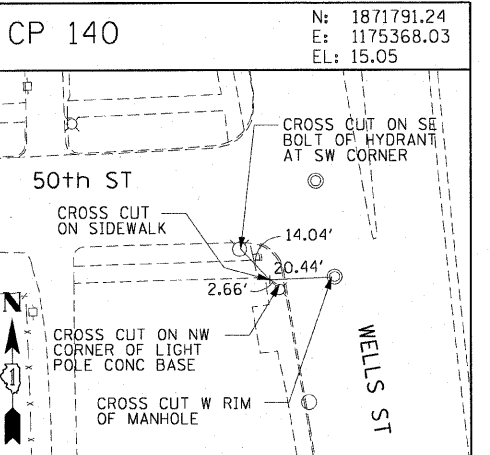 CP 140
N: 1871791.24
E: 1175368.03
EL: 15.05
CROSS CUT ON SE
BOLT OF HYDRANT
AT SW CORNER
50th ST
CROSS CUT
ON SIDEWALK
14.04'
20.44'
2.66'
N
CROSS CUT ON NW
CORNER OF LIGHT
POLE CONC BASE
WELLS ST
CROSS CUT W RIM
OF MANHOLE